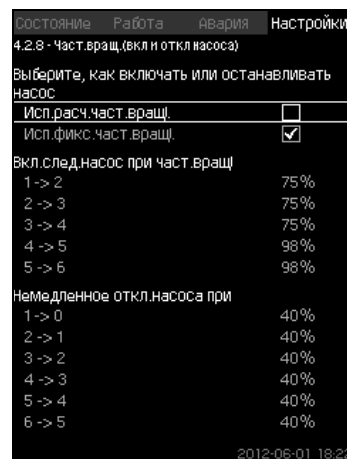 Состояние Работа Авария Настройки
4.2.8 - Част.вращ.(вкл и откл насоса)
Выберите, как включать или останавливать
насос
Исп.расч.част.вращ.
Исп.фикс.част.вращ.
Вкл.след.насос при част.вращ
1 -> 2 75%
2 -> 3 75%
3 -> 4 75%
4 -> 5 98%
5 -> 6 98%
Немедленное откл.насоса при
1 -> 0 40%
2 -> 1 40%
3 -> 2 40%
4 -> 3 40%
5 -> 4 40%
6 -> 5 40%
2012-06-01 18:22